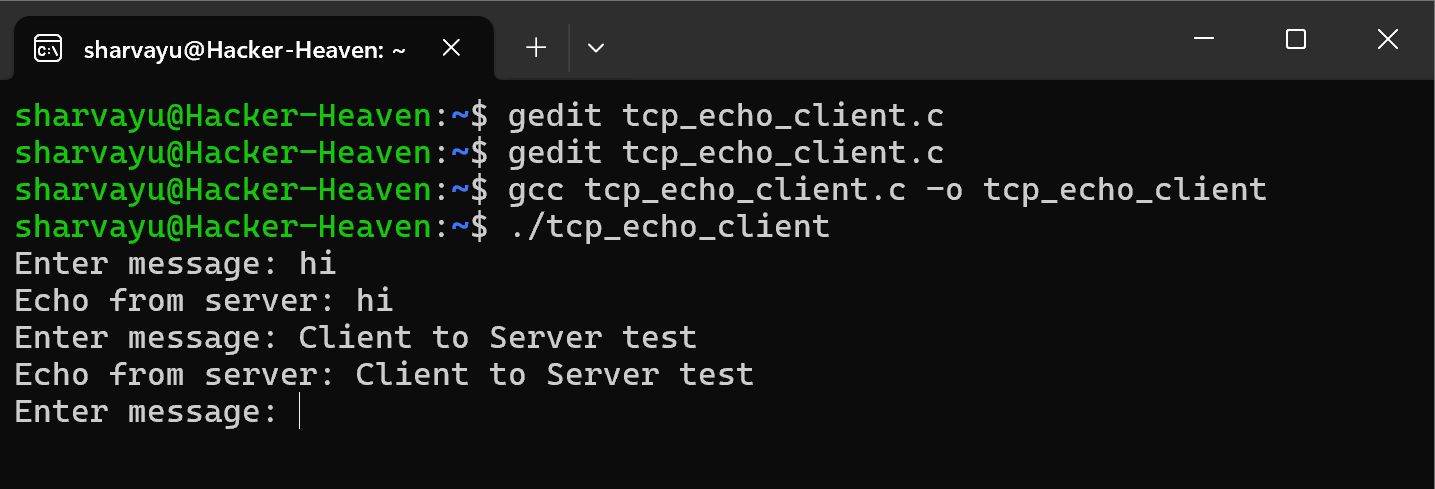 sharvayu@Hacker-Heaven: ~
sharvayu@Hacker-Heaven:~$ gedit tcp_echo_client.c
sharvayu@Hacker-Heaven:~$ gedit tcp_echo_client.c
sharvayu@Hacker-Heaven:~$ gcc tcp_echo_client.c -o tcp_echo_client
sharvayu@Hacker-Heaven:~$ ./tcp_echo_client
Enter message: hi
Echo from server: hi
Enter message: Client to Server test
Echo from server: Client to Server test
Enter message: